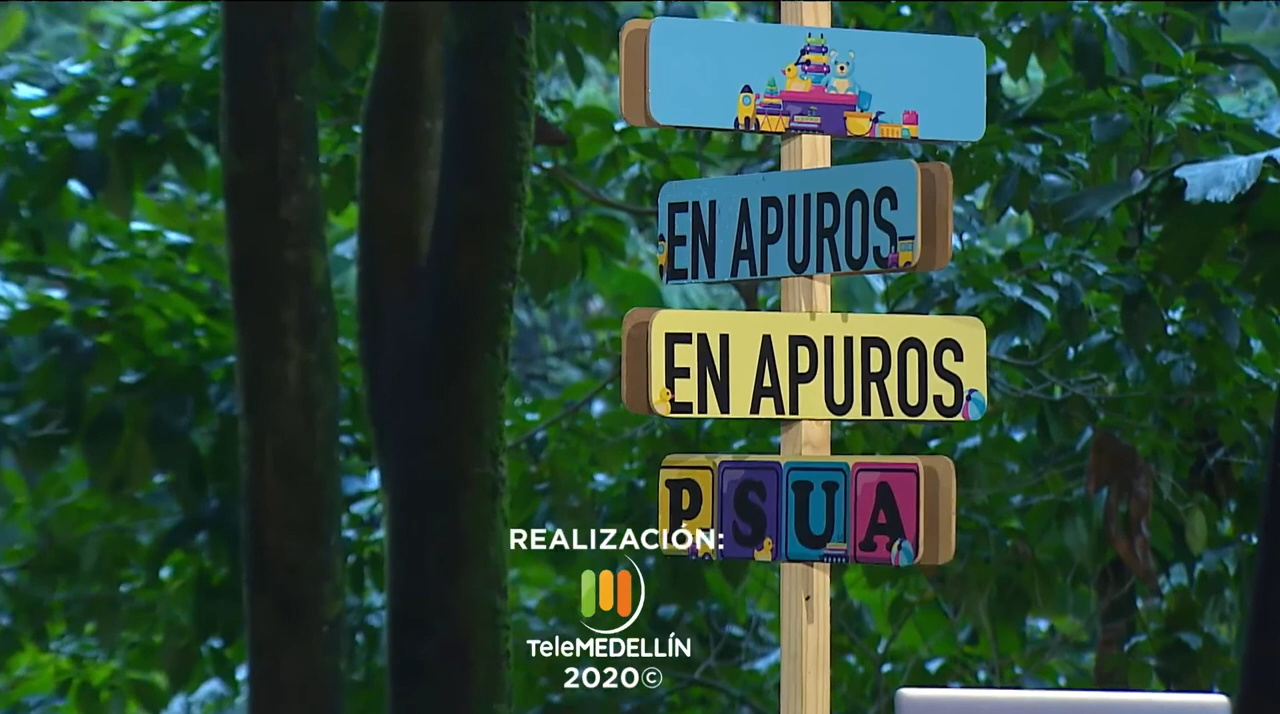 EN APUROS
EN APUROS
PSUA
REALIZACIÓN:
TeleMEDELLÍN
2020©